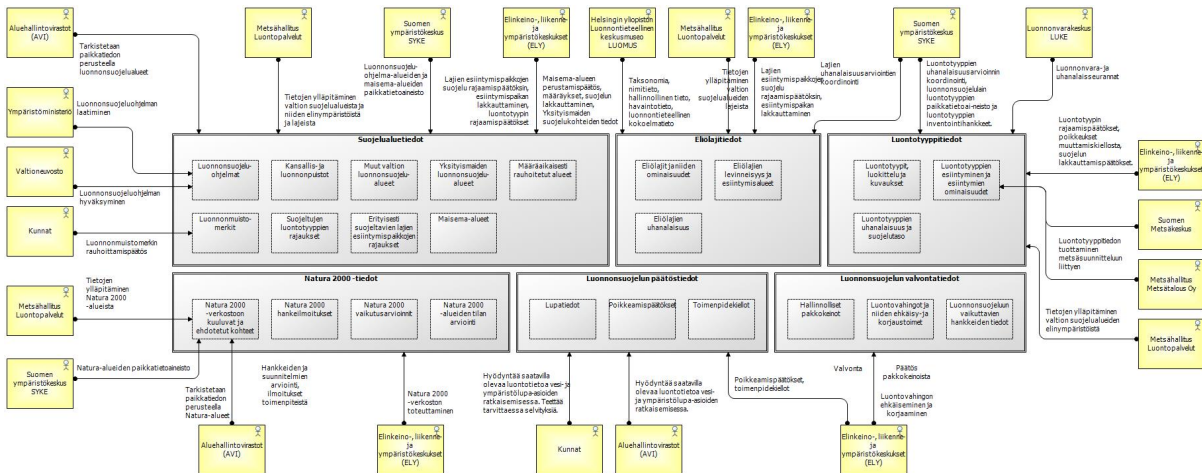 Aluehallintovirastot
(AVI)
Metsähallitus
Luontopalvelut
Suomen
ympäristökeskus
SYKE
Elinkeino-, liikenne-
ja
ympäristökeskukset
(ELY)
Helsingin yliopiston
Luonnontieteellinen
keskusmuseo
LUOMUS
Metsähallitus
Luontopalvelut
Elinkeino-, liikenne-
ja
ympäristökeskukset
(ELY)
Suomen
ympäristökeskus
SYKE
Luonnonvarakeskus
LUKE
Tarkistetaan
paikkatiedon
perusteella
luonnonsuojelualueet
Tietojen ylläpitäminen
valtion suojelualueista ja
niiden elinympäristöistä
ja lajeista
Luonnonsuojelu-
ohjelma-alueiden ja
maisema-alueiden
paikkatietoaineisto
Lajien esiintymispaikkojen
suojelu rajaamispäätöksin,
esiintymispaikan
lakkauttaminen,
luontotyypin
rajaamispäätökset
Maisema-alueen
perustamispäätös,
määräykset, suojelun
lakkauttaminen,
Yksityismaiden
suojelukohteiden tiedot
Taksonomia,
nimitieto,
hallinnollinen tieto,
havaintotieto,
luonnontieteellinen
kokoelmatieto
Tietojen
ylläpitäminen
valtion
suojelualueiden
lajeista
Lajien
esiintymispaikkojen
suojelu
rajaamispäätöksin,
esiintymispaikan
lakkauttaminen
Lajien uhanalaisuusarviointien
koordinointi
Luontotyyppien
uhanalaisuusarvioinnin
koordinointi,
luonnonsuojelulain
luontotyyppien
paikkatietoai-neisto ja
luontotyyppien
inventointihankkeet.
Luonnonvara- ja
uhanalaisseurannat
Ympäristöministeriö
Luonnonsuojeluohjelman
laatiminen
Valtioneuvosto
Luonnonsuojeluohjelman
hyväksyminen
Kunnat
Luonnonmuistomerkin
rauhoittamispäätös
Suojelualuetiedot
Luonnonsuojelu-
ohjelmat
Kansallis- ja
luonnonpuistot
Muut valtion
luonnonsuojelu-
alueet
Yksityismaiden
luonnonsuojelu-
alueet
Määräaikaisesti
rauhoitetut alueet
Luonnonmuisto-
merkit
Suojeltujen
luontotyyppien
rajaukset
Erityisesti
suojeltavien lajien
esiintymispaikkojen
rajaukset
Maisema-alueet
Eliölajitiedot
Eliölajit ja niiden
ominaisuudet
Eliölajien
levinneisyys ja
esiintymisalueet
Eliölajien
uhanalaisuus
Luontotyyppitiedot
Luontotyypit,
luokittelu ja
kuvaukset
Luontotyyppien
esiintyminen ja
esiintymien
ominaisuudet
Luontotyyppien
uhanalaisuus ja
suojelutaso
Luontotyypin
rajaamispäätökset,
poikkeukset
muuttamiskiellosta,
suojelun
lakkauttamispäätökset.
Elinkeino-, liikenne-
ja
ympäristökeskukset
(ELY)
Suomen
Metsäkeskus
Luontotyyppitiedon
tuottaminen
metsäsuunnitteluun
liittyen
Metsähallitus
Metsätalous Oy
Tietojen ylläpitäminen
valtion suojelualueiden
elinympäristöistä
Metsähallitus
Luontopalvelut
Metsähallitus
Luontopalvelut
Tietojen
ylläpitäminen
Natura 2000
-alueista
Natura 2000 -tiedot
Natura 2000
-verkostoon
kuuluvat ja
ehdotetut kohteet
Natura 2000
hankeilmoitukset
Natura 2000
vaikutusarvioinnit
Natura 2000
-alueiden tilan
arviointi
Luonnonsuojelun päätöstiedot
Lupatiedot
Poikkeamispäätökset
Toimenpidekiellot
Luonnonsuojelun valvontatiedot
Hallinnolliset
pakkokeinot
Luontovahingot ja
niiden ehkäisy- ja
korjaustoimet
Luonnonsuojeluun
vaikuttavien
hankkeiden tiedot
Suomen
ympäristökeskus
SYKE
Natura-alueiden paikkatietoaineisto
Tarkistetaan
paikkatiedon
perusteella
Natura-alueet
Hankkeiden ja
suunnitelmien
arviointi,
ilmoitukset
toimenpiteistä
Natura 2000
-verkoston
toteuttaminen
Hyödyntää saatavilla
olevaa luontotietoa vesi- ja
ympäristölupa-asioiden
ratkaisemisessa. Teettää
tarvittaessa selvityksiä.
Hyödyntää saatavilla
olevaa luontotietoa vesi-
ja ympäristölupa-asioiden
ratkaisemisessa.
Poikkeamispäätökset,
toimenpidekiellot
Valvonta
Päätös
pakkokeinoista
Luontovahingon
ehkäiseminen ja
korjaaminen
Aluehallintovirastot
(AVI)
Elinkeino-, liikenne-
ja
ympäristökeskukset
(ELY)
Kunnat
Aluehallintovirastot
(AVI)
Elinkeino-, liikenne-
ja
ympäristökeskukset
(ELY)